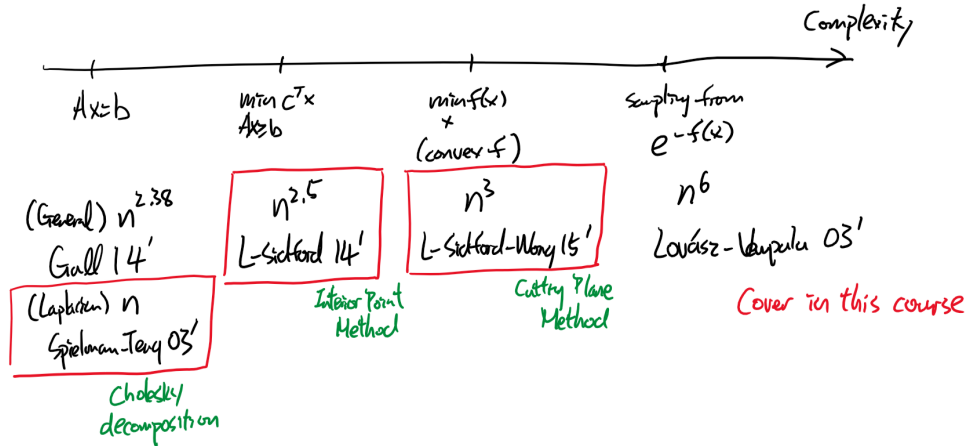 Complexity
Ax=b
min cᵀx
Ax≥b
min f(x)
x
(convex f)
sampling from
e^-f(x)
(General) n^2.38
Gall 14'
(Laplacian) n
Spielman-Teng 03'
Cholesky
decomposition
n^2.5
L-Sidford 14'
Interior Point
Method
n^3
L-Sidford-Wong 15'
Cutting Plane
Method
n^6
Lovász-Vempala 03'
Cover in this course